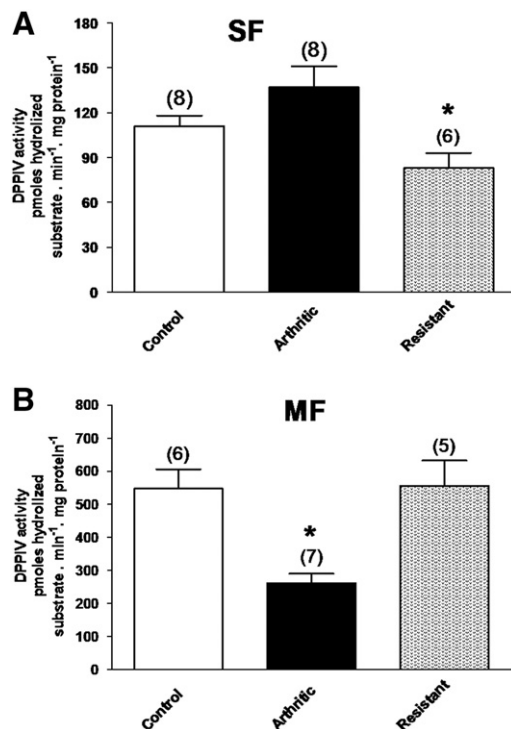 A
SF
DPPIV activity
pmoles hydrolized
substrate . min⁻¹. mg protein⁻¹
180
150
120
90
60
30
0
(8)
(8)
*
(6)
Control
Arthritic
Resistant
B
MF
DPPIV activity
pmoles hydrolized
substrate . min⁻¹. mg protein⁻¹
800
700
600
500
400
300
200
100
0
(6)
*
(7)
(5)
Control
Arthritic
Resistant